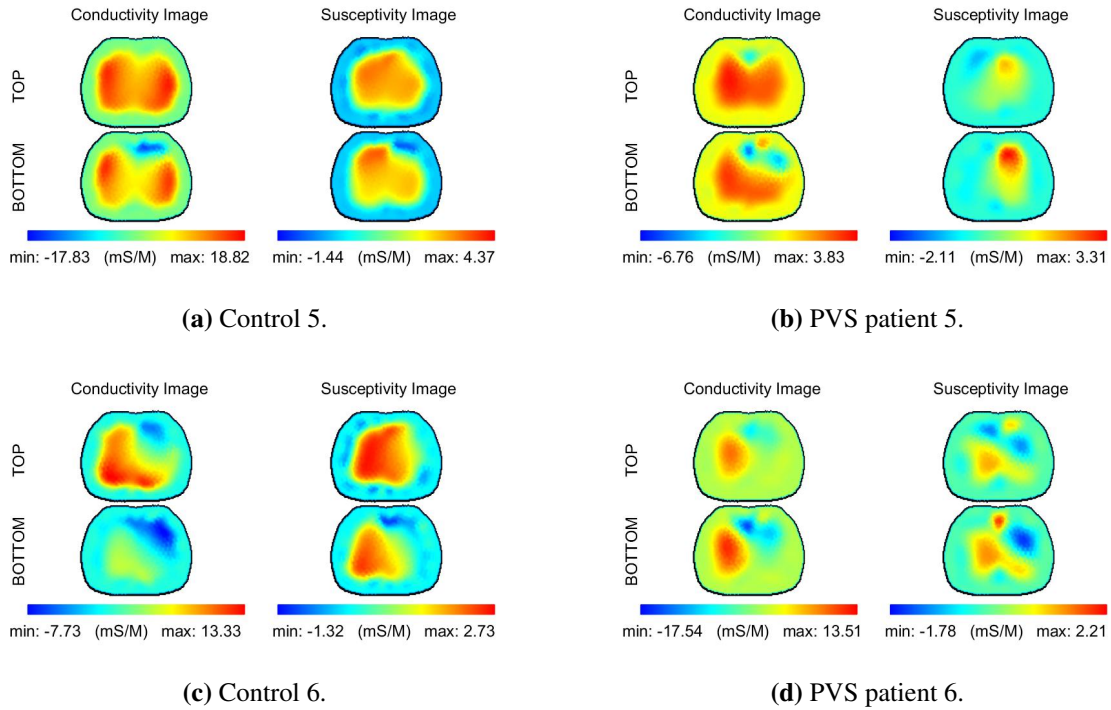 Conductivity Image Susceptivity Image
TOP
BOTTOM
min: -17.83 (mS/M) max: 18.82 min: -1.44 (mS/M) max: 4.37
(a) Control 5.
Conductivity Image Susceptivity Image
TOP
BOTTOM
min: -6.76 (mS/M) max: 3.83 min: -2.11 (mS/M) max: 3.31
(b) PVS patient 5.
Conductivity Image Susceptivity Image
TOP
BOTTOM
min: -7.73 (mS/M) max: 13.33 min: -1.32 (mS/M) max: 2.73
(c) Control 6.
Conductivity Image Susceptivity Image
TOP
BOTTOM
min: -17.54 (mS/M) max: 13.51 min: -1.78 (mS/M) max: 2.21
(d) PVS patient 6.